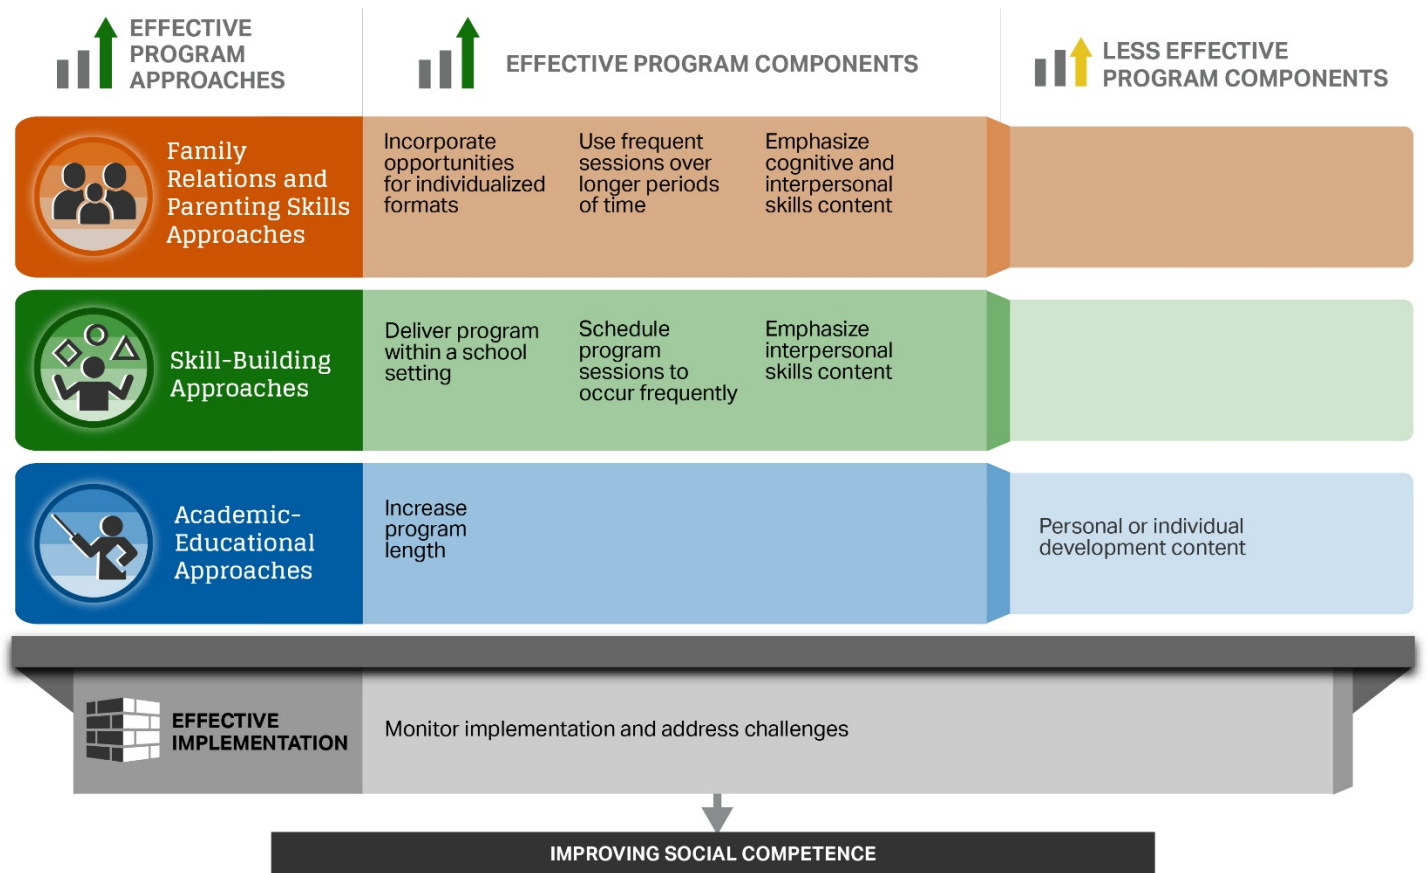 EFFECTIVE
PROGRAM
APPROACHES
EFFECTIVE PROGRAM COMPONENTS
LESS EFFECTIVE
PROGRAM COMPONENTS
Family
Relations and
Parenting Skills
Approaches
Incorporate
opportunities
for individualized
formats
Use frequent
sessions over
longer periods
of time
Emphasize
cognitive and
interpersonal
skills content
Skill-Building
Approaches
Deliver program
within a school
setting
Schedule
program
sessions to
occur frequently
Emphasize
interpersonal
skills content
Academic-
Educational
Approaches
Increase
program
length
Personal or individual
development content
EFFECTIVE
IMPLEMENTATION
Monitor implementation and address challenges
IMPROVING SOCIAL COMPETENCE